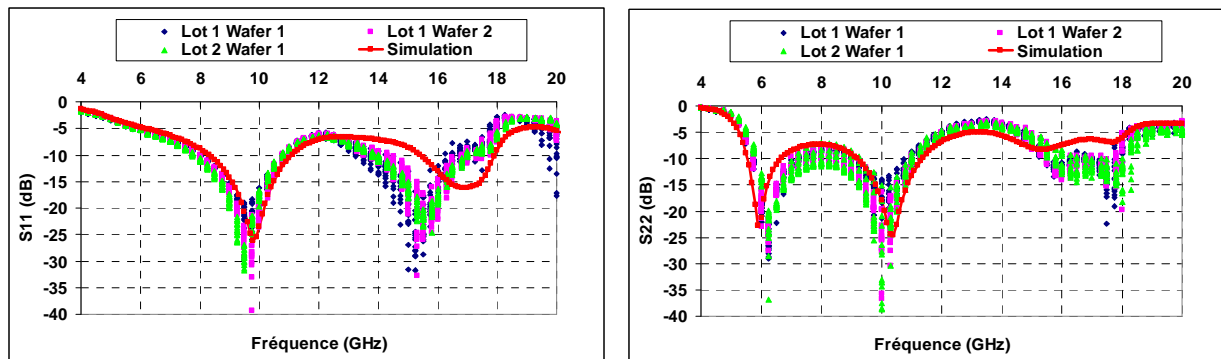 Lot 1 Wafer 1 Lot 1 Wafer 2
Lot 2 Wafer 1 Simulation
4 6 8 10 12 14 16 18 20
0
-5
-10
-15
-20
-25
-30
-35
-40
S11 (dB)
Fréquence (GHz)
Lot 1 Wafer 1 Lot 1 Wafer 2
Lot 2 Wafer 1 Simulation
4 6 8 10 12 14 16 18 20
0
-5
-10
-15
-20
-25
-30
-35
-40
S22 (dB)
Fréquence (GHz)